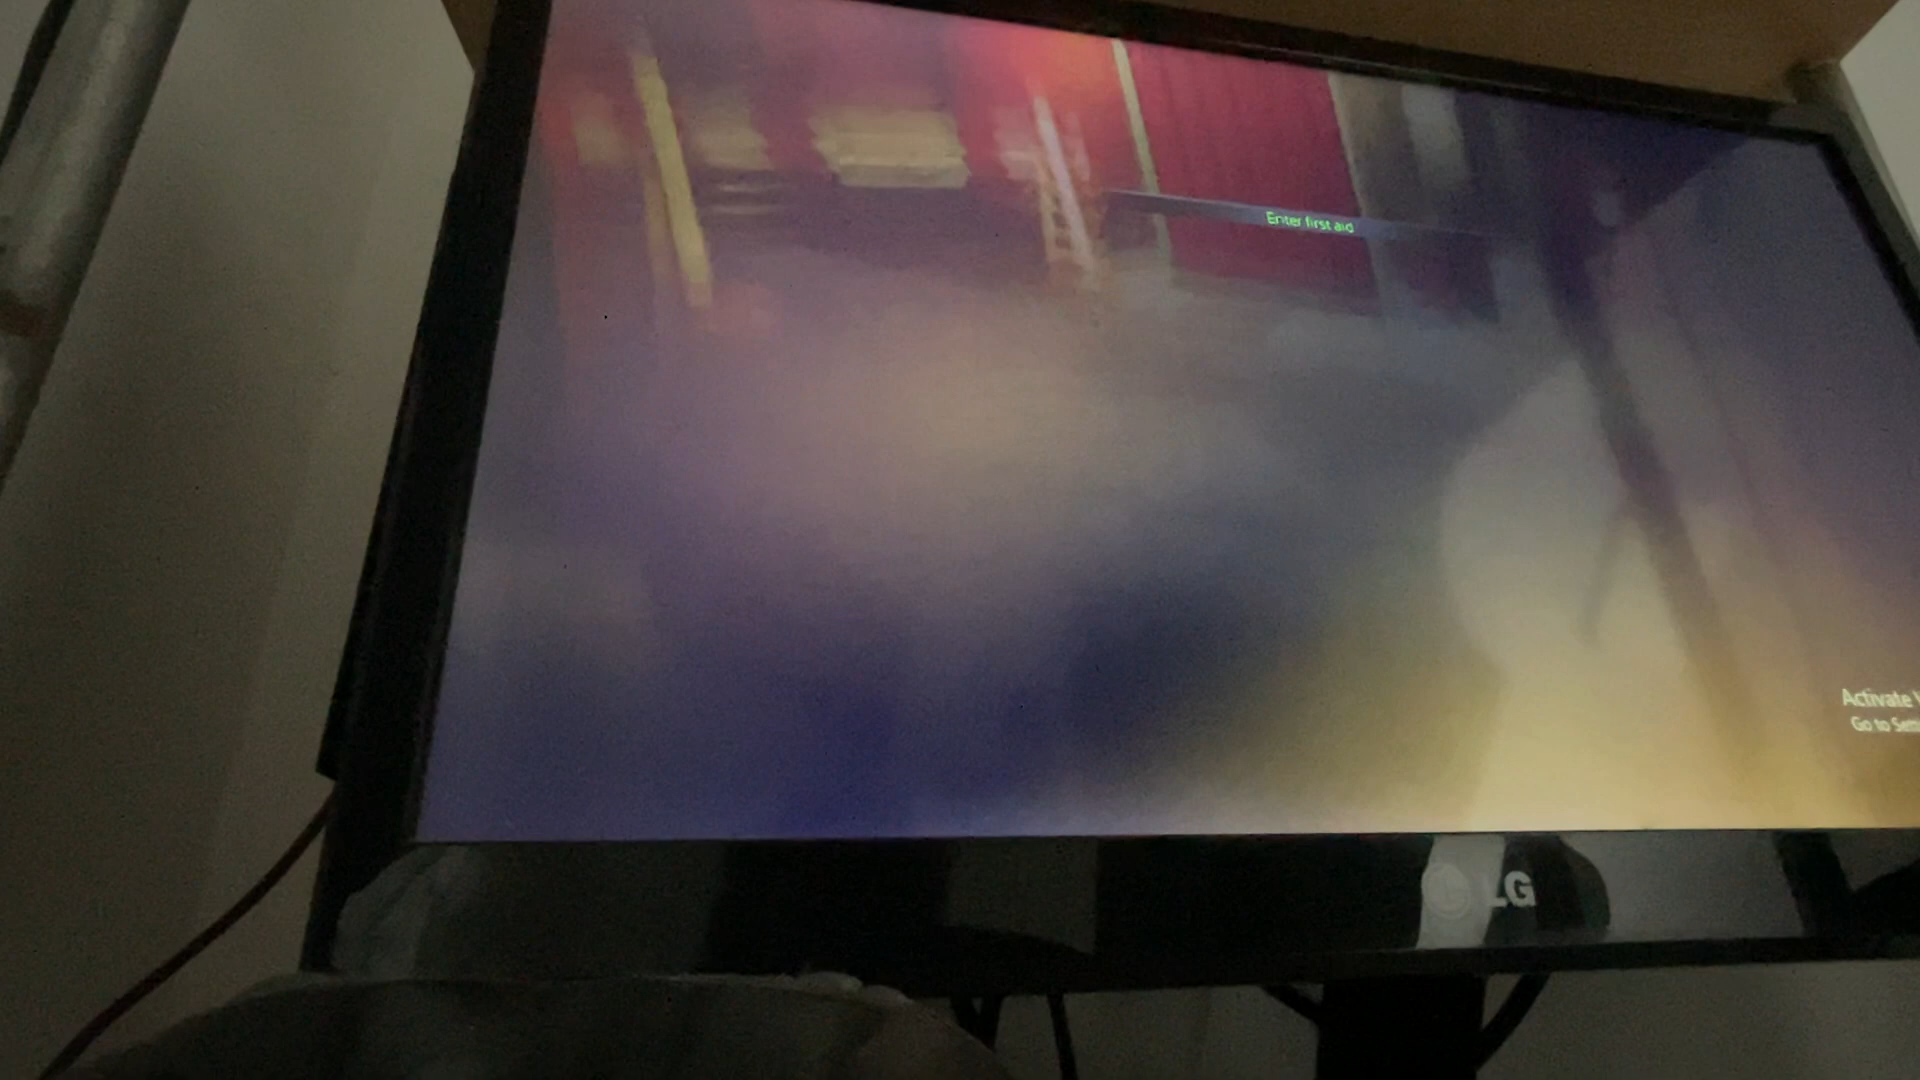 Enter first aid
Activate
Go to
LG